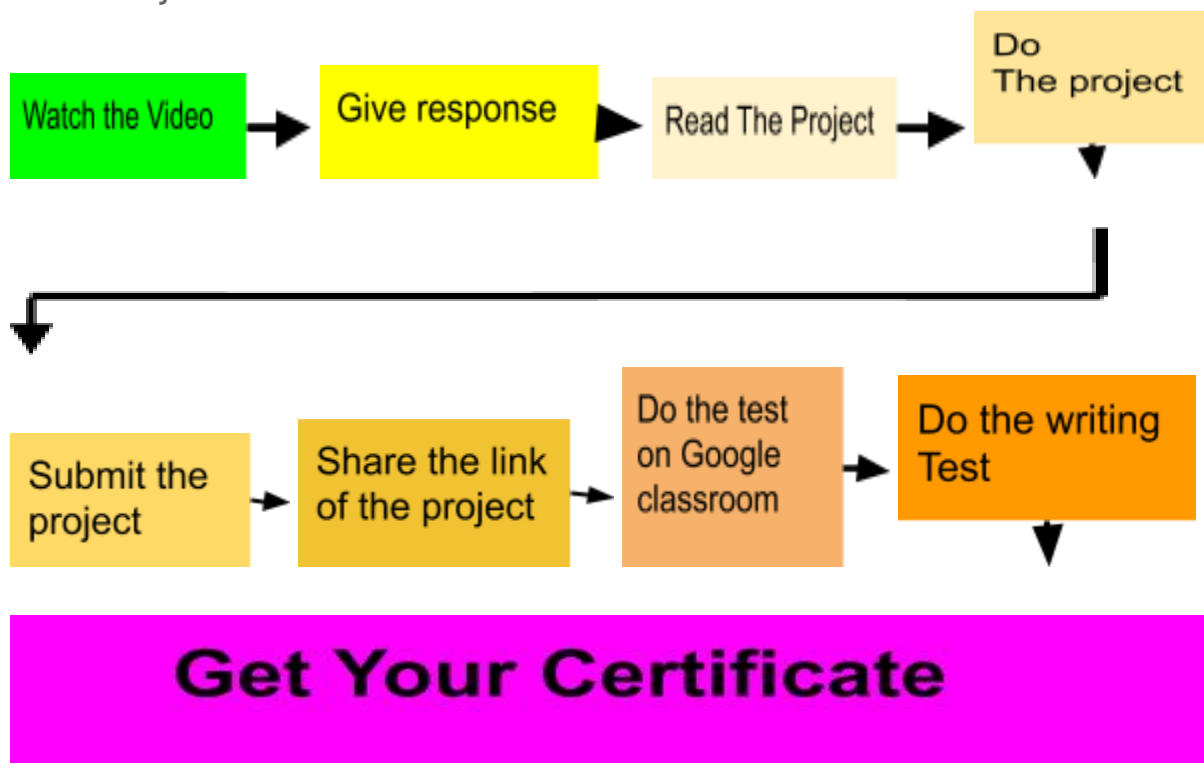 Watch the Video
Give response
Read The Project
Do
The project
Submit the
project
Share the link
of the project
Do the test
on Google
classroom
Do the writing
Test
Get Your Certificate